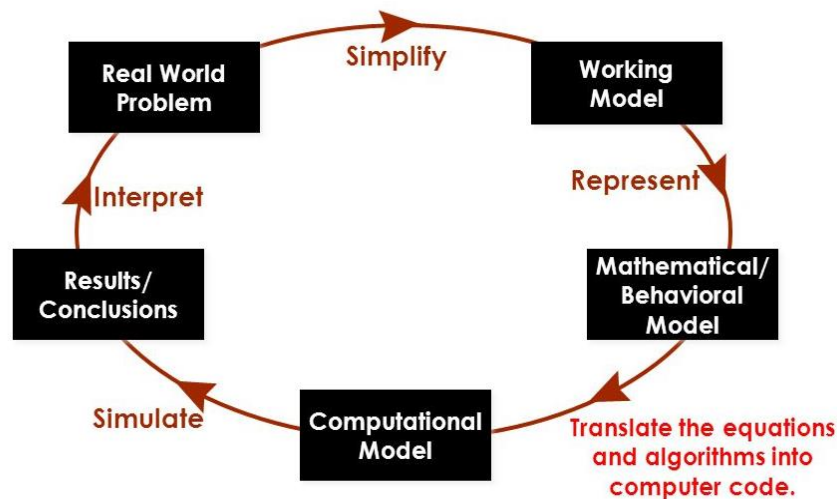 Real World
Problem
Simplify
Working
Model
Represent
Mathematical/
Behavioral
Model
Translate the equations
and algorithms into
computer code.
Computational
Model
Simulate
Results/
Conclusions
Interpret